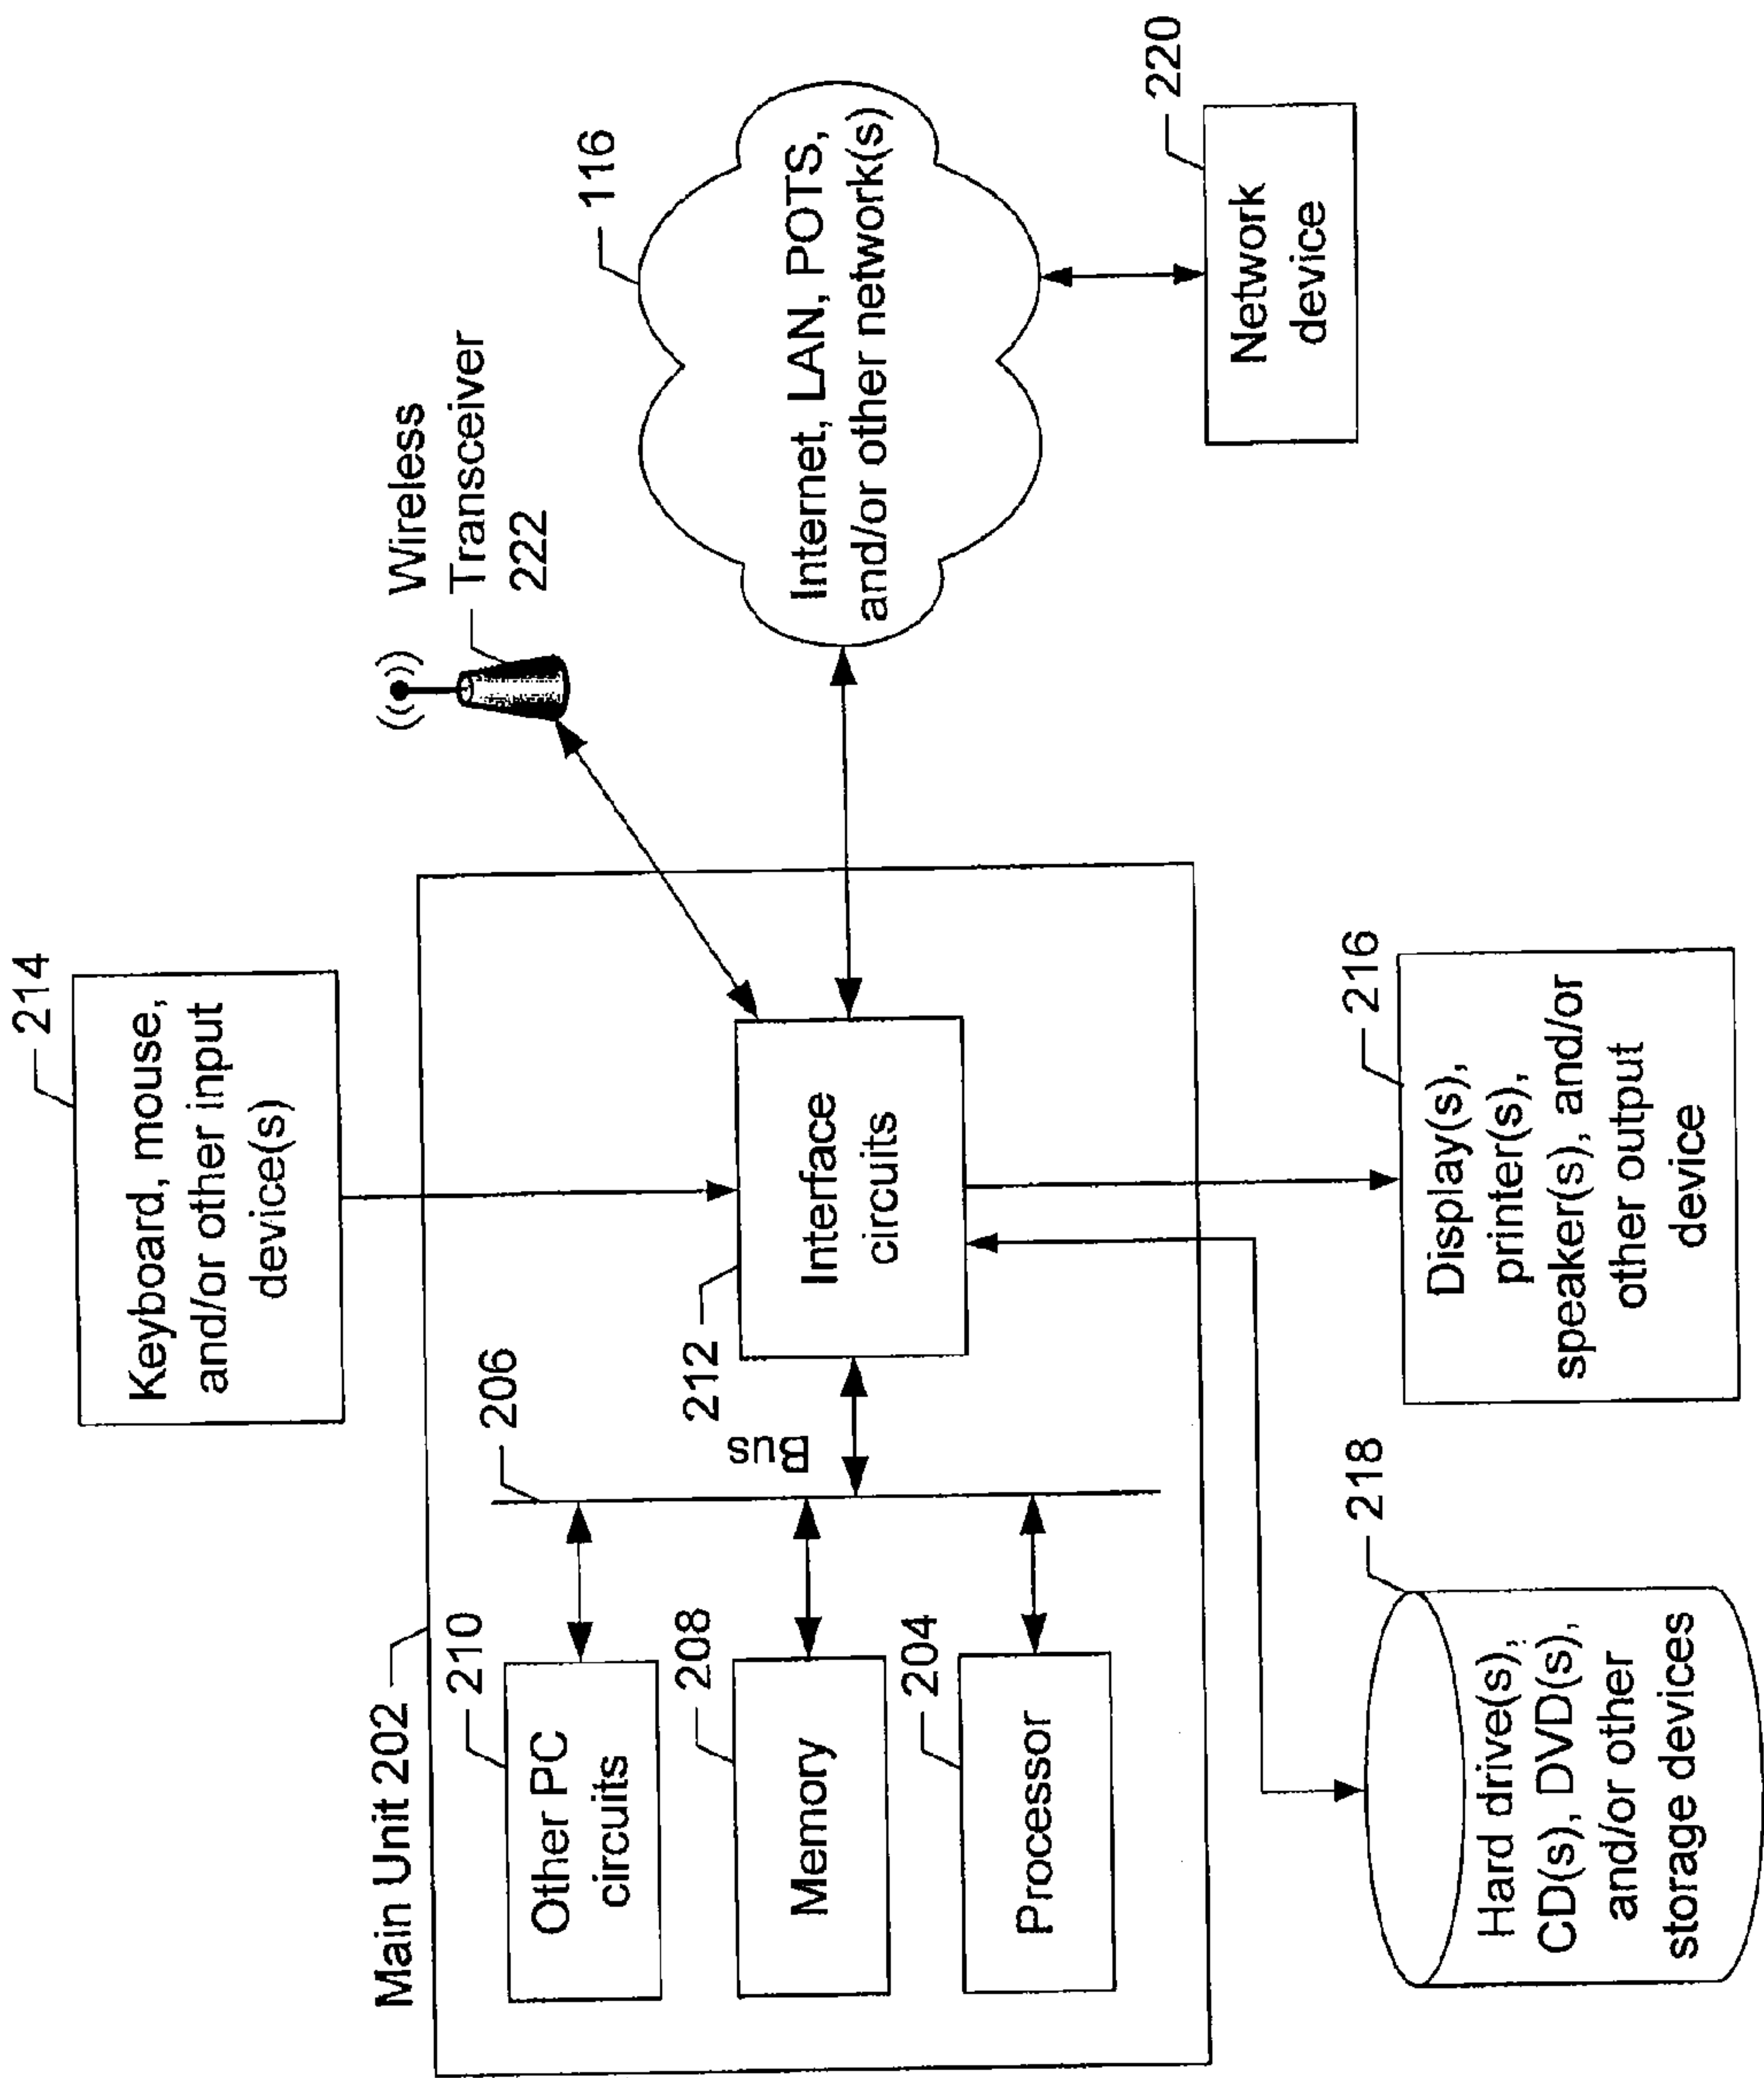 214
Keyboard, mouse,
and/or other input
device(s)
Wireless
Transceiver
222
Main Unit 202
210
Other PC
circuits
206
208
Memory
Bus
212
Interface
circuits
204
Processor
116
Internet, LAN, POTS,
and/or other network(s)
220
Network
device
218
Hard drive(s),
CD(s), DVD(s),
and/or other
storage devices
216
Display(s),
printer(s),
speaker(s), and/or
other output
device